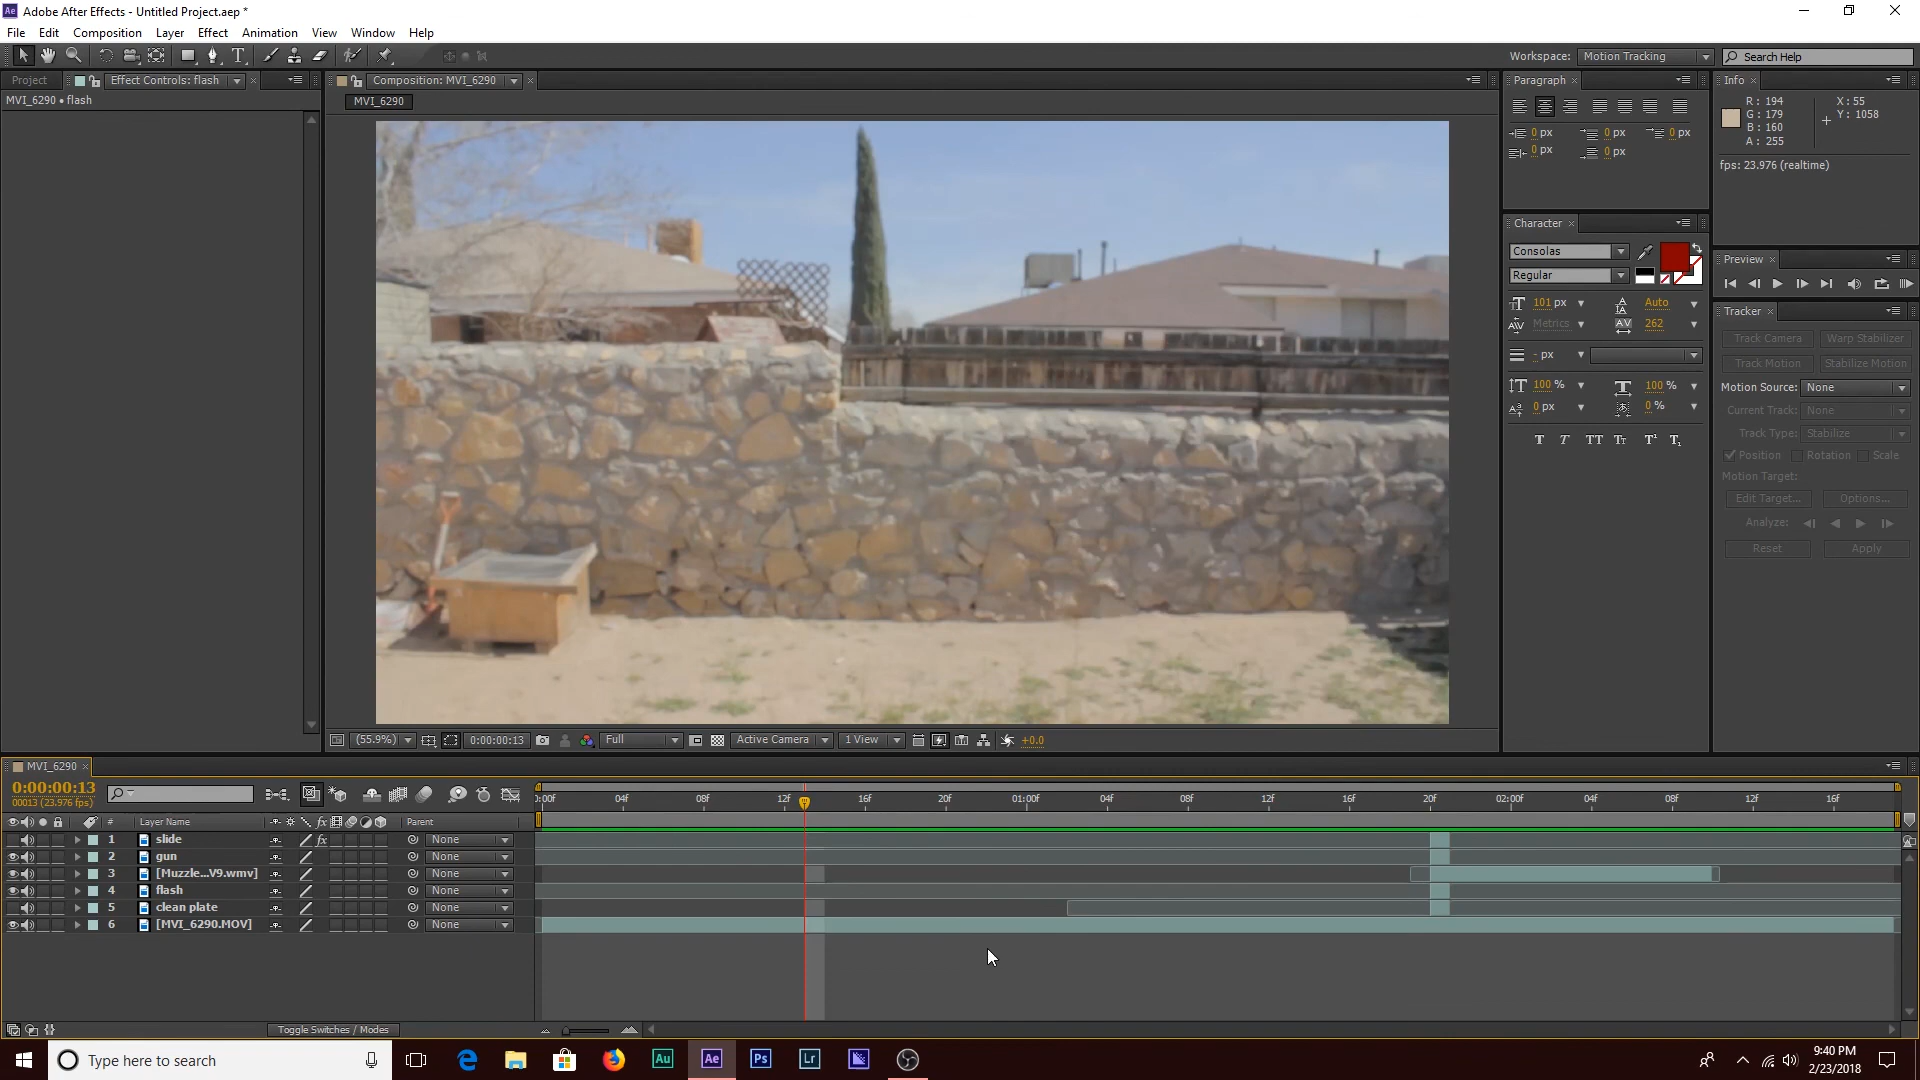 Adobe After Effects - Untitled Project.aep *
File Edit Composition Layer Effect Animation View Window Help
Workspace: Motion Tracking Search Help
Project Effect Controls: flash Composition: MVI_6290 Paragraph Info
MVI_6290 • flash
MVI_6290
R: 194 X: 55
G: 179 Y: 1058
B: 160
A: 255
0 px 0 px 0 px
0 px 0 px
fps: 23.976 (realtime)
Character
Consolas
Regular
Preview
101 px Auto
Metrics 262
- px
100 % 100 %
0 px 0 %
T T TT Tt T¹ T₁
Tracker
Track Camera Warp Stabilizer
Track Motion Stabilize Motion
Motion Source: None
Current Track: None
Track Type: Stabilize
Position Rotation Scale
Motion Target:
Edit Target... Options...
Analyze:
Reset Apply
(55.9%) 0:00:00:13 Full Active Camera 1 View +0.0
MVI_6290
0:00:00:13
00013 (23.976 fps)
0:00f 04f 08f 12f 16f 20f 01:00f 04f 08f 12f 16f 20f 02:00f 04f 08f 12f 16f
# Layer Name fx Parent
1 slide fx None
2 gun None
3 [Muzzle...V9.wmv] None
4 flash None
5 clean plate None
6 [MVI_6290.MOV] None
Toggle Switches / Modes
Type here to search
Au Ae Ps Lr
9:40 PM
2/23/2018